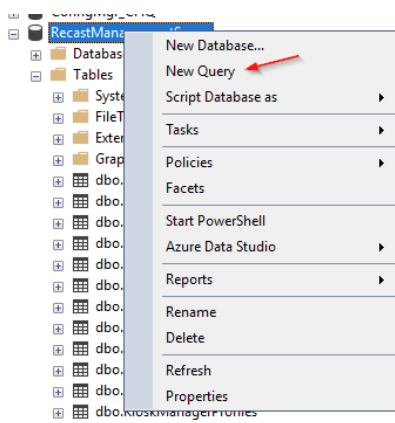 ConfigMgr_CHQ
RecastMana
New Database...
Databas
New Query
Tables
Syste
Script Database as
FileT
Exter
Tasks
Grap
Policies
dbo.
Facets
dbo.
dbo.
Start PowerShell
dbo.
Azure Data Studio
dbo.
Reports
dbo.
dbo.
Rename
dbo.
Delete
dbo.
dbo.
Refresh
dbo.
Properties
dbo.KioskManagerProfiles